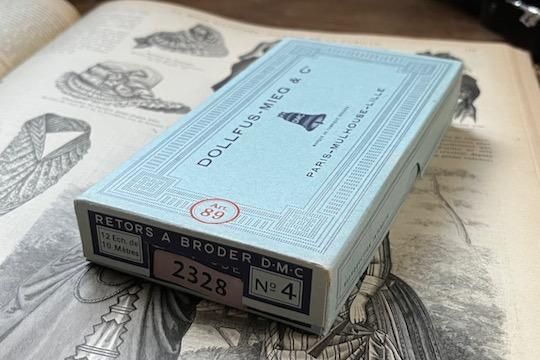 DOLLFUS-MIEG & Cie
PARIS-MULHOUSE-LILLE
Art.
89
RETORS A BRODER D·M·C
12 Ech. de
10 Mètres
2328
No 4